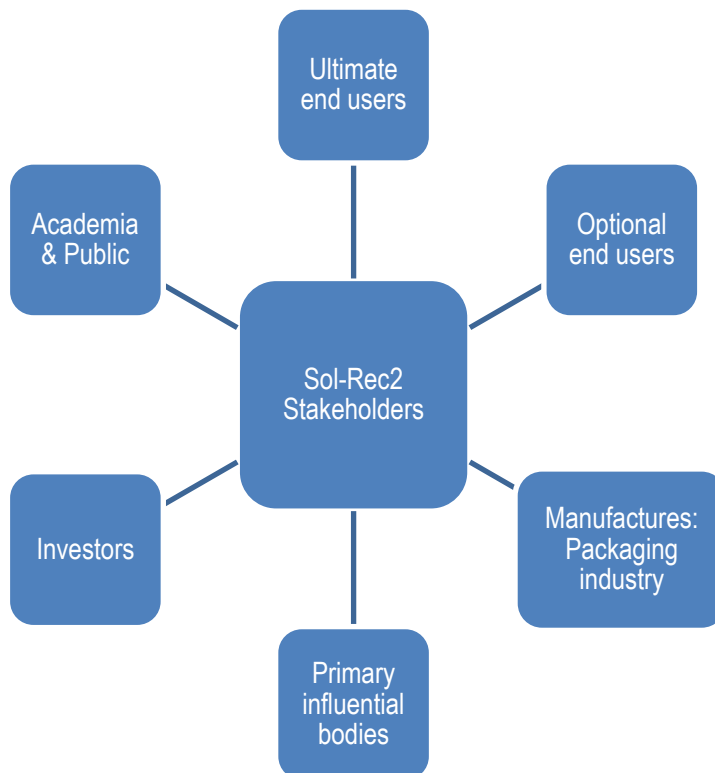 Ultimate
end users
Academia
& Public
Optional
end users
Sol-Rec2
Stakeholders
Investors
Manufactures:
Packaging
industry
Primary
influential
bodies